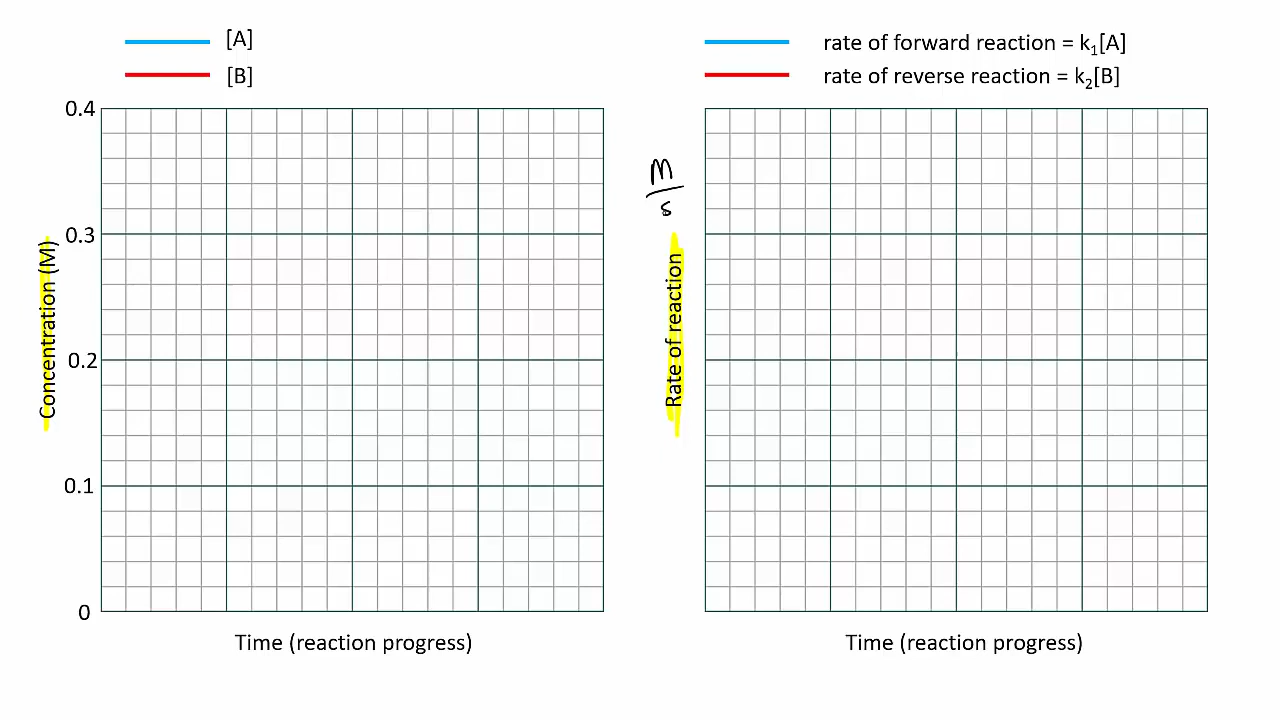 [A]
[B]
0.4
0.3
0.2
0.1
0
Concentration (M)
Time (reaction progress)
rate of forward reaction = k₁[A]
rate of reverse reaction = k₂[B]
M
s
Rate of reaction
Time (reaction progress)